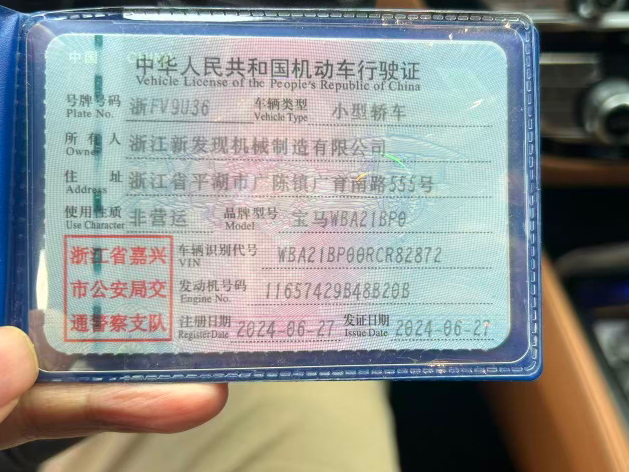 中国 CHINA
中华人民共和国机动车行驶证
Vehicle License of the People's Republic of China
号牌号码 浙FV9U36 车辆类型 小型轿车
Plate No. Vehicle Type
所有人 浙江新发现机械制造有限公司
Owner
住址 浙江省平湖市广陈镇广首南路555号
Address
使用性质 非营运 品牌型号 宝马WBA21BP0
Use Character Model
浙江省嘉兴 车辆识别代号 WBA21BP00RCR82872
VIN
市公安局交 发动机号码 11657429B48B20B
Engine No.
通警察支队 注册日期 2024-06-27 发证日期 2024-06-27
Register Date Issue Date